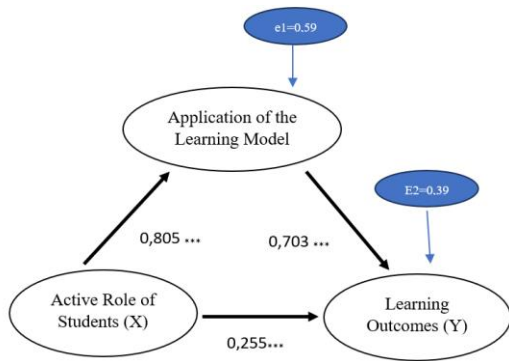 e1=0.59
Application of the
Learning Model
E2=0.39
0,805 ***
0,703 ***
Active Role of
Students (X)
Learning
Outcomes (Y)
0,255***